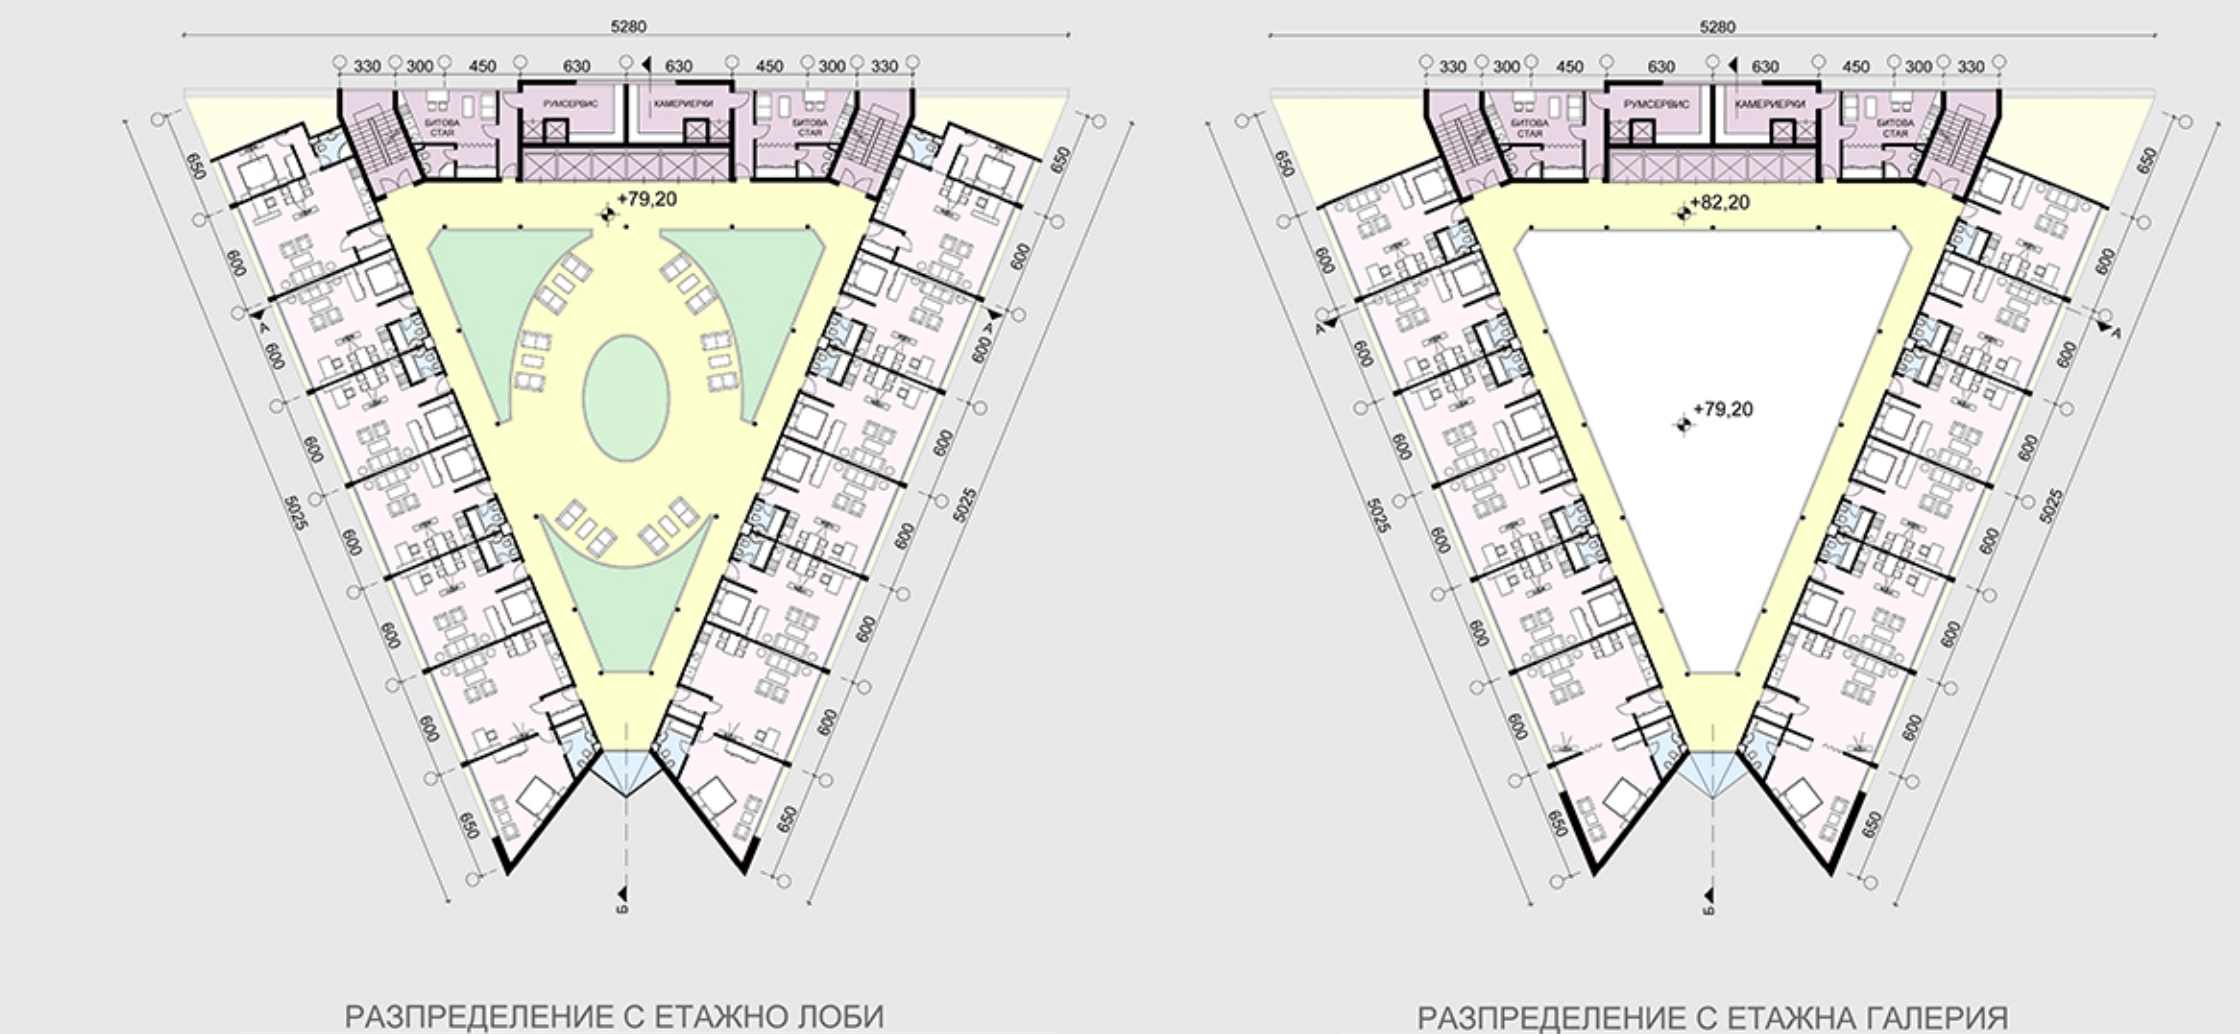 5280
330 300 450 630 630 450 300 330
РУМСЕРВИС
КАМЕРИЕРКИ
БИТОВА
СТАЯ
БИТОВА
СТАЯ
+79,20
650
600
600
600
600
600
600
650
5025
650
600
600
600
600
600
600
650
5025
А
А
Б
РАЗПРЕДЕЛЕНИЕ С ЕТАЖНО ЛОБИ
5280
330 300 450 630 630 450 300 330
РУМСЕРВИС
КАМЕРИЕРКИ
БИТОВА
СТАЯ
БИТОВА
СТАЯ
+82,20
+79,20
650
600
600
600
600
600
600
650
5025
650
600
600
600
600
600
600
650
5025
А
А
Б
РАЗПРЕДЕЛЕНИЕ С ЕТАЖНА ГАЛЕРИЯ